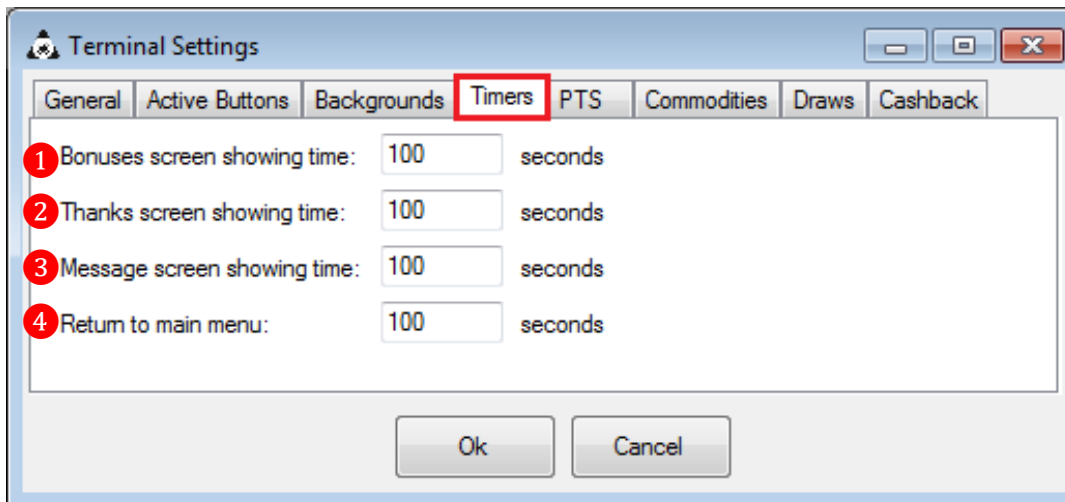 Terminal Settings
General Active Buttons Backgrounds Timers PTS Commodities Draws Cashback
1 Bonuses screen showing time: 100 seconds
2 Thanks screen showing time: 100 seconds
3 Message screen showing time: 100 seconds
4 Return to main menu: 100 seconds
Ok Cancel